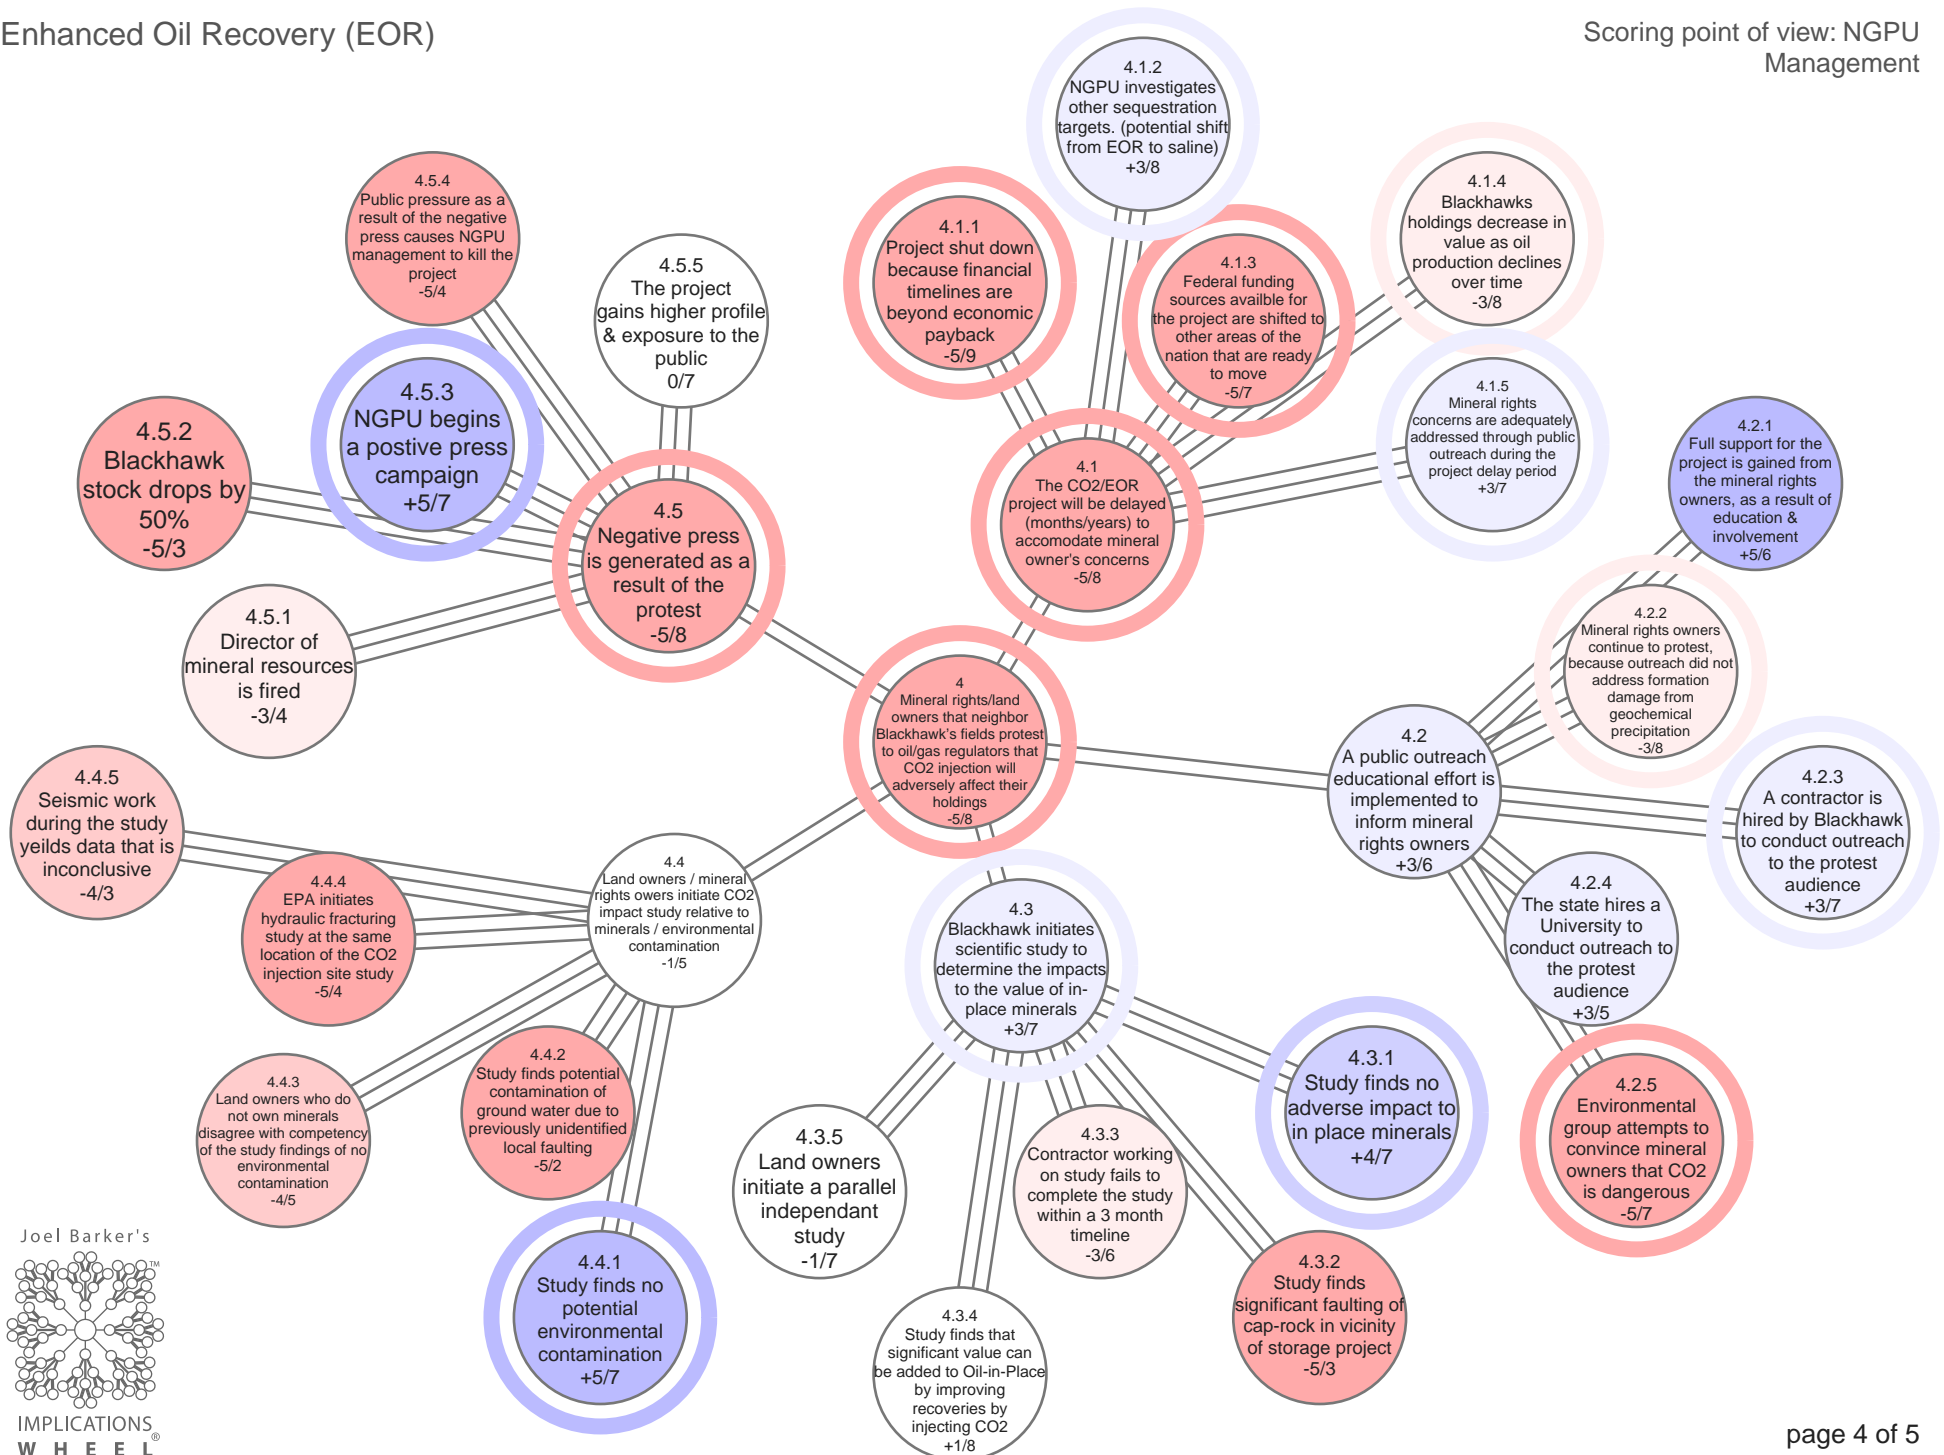 Enhanced Oil Recovery (EOR)
Scoring point of view: NGPU
Management
4.1.2
NGPU investigates
other sequestration
targets. (potential shift
from EOR to saline)
+3/8
4.5.4
Public pressure as a
result of the negative
press causes NGPU
management to kill the
project
-5/4
4.1.4
Blackhawks
holdings decrease in
value as oil
production declines
over time
-3/8
4.1.1
Project shut down
because financial
timelines are
beyond economic
payback
-5/9
4.5.5
The project
gains higher profile
& exposure to the
public
0/7
4.1.3
Federal funding
sources availble for
the project are shifted to
other areas of the
nation that are ready
to move
-5/7
4.5.3
NGPU begins
a postive press
campaign
+5/7
4.1.5
Mineral rights
concerns are adequately
addressed through public
outreach during the
project delay period
+3/7
4.5.2
Blackhawk
stock drops by
50%
-5/3
4.2.1
Full support for the
project is gained from
the mineral rights
owners, as a result of
education &
involvement
+5/6
4.1
The CO2/EOR
project will be delayed
(months/years) to
accomodate mineral
owner's concerns
-5/8
4.5
Negative press
is generated as a
result of the
protest
-5/8
4.5.1
Director of
mineral resources
is fired
-3/4
4.2.2
Mineral rights owners
continue to protest,
because outreach did not
address formation
damage from
geochemical
precipitation
-3/8
4
Mineral rights/land
owners that neighbor
Blackhawk's fields protest
to oil/gas regulators that
CO2 injection will
adversely affect their
holdings
-5/8
4.2
A public outreach
educational effort is
implemented to
inform mineral
rights owners
+3/6
4.2.3
A contractor is
hired by Blackhawk
to conduct outreach
to the protest
audience
+3/7
4.4.5
Seismic work
during the study
yeilds data that is
inconclusive
-4/3
4.4
Land owners / mineral
rights owers initiate CO2
impact study relative to
minerals / environmental
contamination
-1/5
4.4.4
EPA initiates
hydraulic fracturing
study at the same
location of the CO2
injection site study
-5/4
4.2.4
The state hires a
University to
conduct outreach to
the protest
audience
+3/5
4.3
Blackhawk initiates
scientific study to
determine the impacts
to the value of in-
place minerals
+3/7
4.4.2
Study finds potential
contamination of
ground water due to
previously unidentified
local faulting
-5/2
4.3.1
Study finds no
adverse impact to
in place minerals
+4/7
4.2.5
Environmental
group attempts to
convince mineral
owners that CO2
is dangerous
-5/7
4.4.3
Land owners who do
not own minerals
disagree with competency
of the study findings of no
environmental
contamination
-4/5
4.3.5
Land owners
initiate a parallel
independant
study
-1/7
4.3.3
Contractor working
on study fails to
complete the study
within a 3 month
timeline
-3/6
4.4.1
Study finds no
potential
environmental
contamination
+5/7
4.3.2
Study finds
significant faulting of
cap-rock in vicinity
of storage project
-5/3
4.3.4
Study finds that
significant value can
be added to Oil-in-Place
by improving
recoveries by
injecting CO2
+1/8
Joel Barker's
TM
IMPLICATIONS
WHEEL®
page 4 of 5